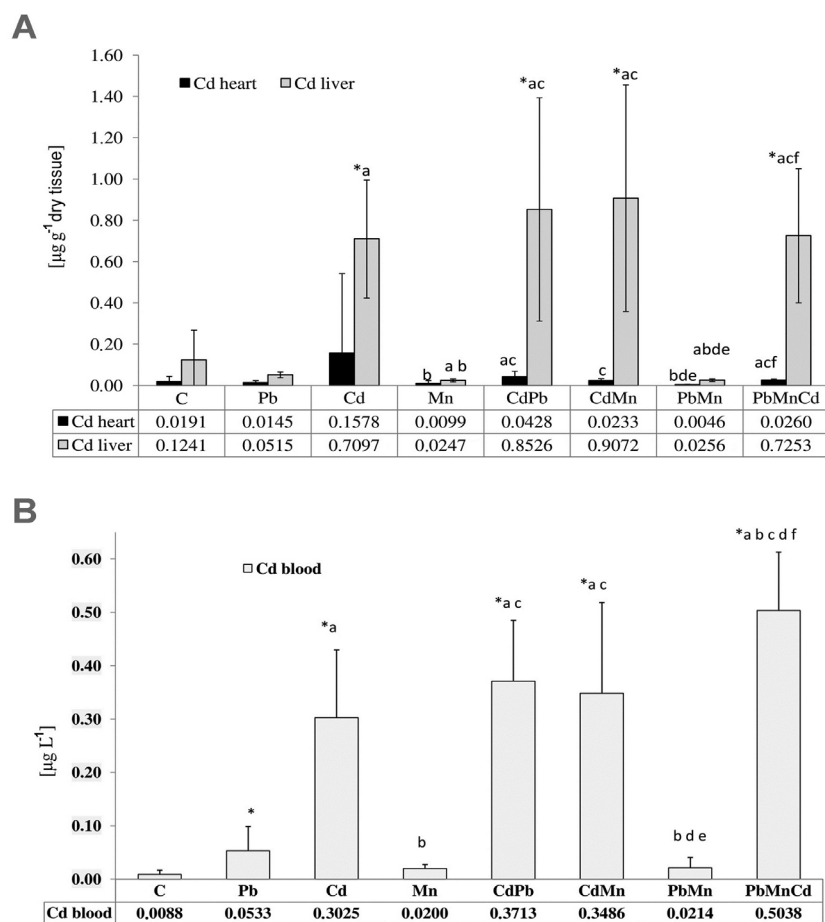 A
1.60
1.40
1.20
1.00
0.80
0.60
0.40
0.20
0.00
[µg g⁻¹ dry tissue]
Cd heart Cd liver
*a
b
a b
ac
*ac
c
*ac
bde
abde
acf
*acf
C Pb Cd Mn CdPb CdMn PbMn PbMnCd
Cd heart 0.0191 0.0145 0.1578 0.0099 0.0428 0.0233 0.0046 0.0260
Cd liver 0.1241 0.0515 0.7097 0.0247 0.8526 0.9072 0.0256 0.7253
B
0.60
0.50
0.40
0.30
0.20
0.10
0.00
[µg L⁻¹]
Cd blood
*
*a
b
*a c
*a c
b d e
*a b c d f
C Pb Cd Mn CdPb CdMn PbMn PbMnCd
Cd blood 0.0088 0.0533 0.3025 0.0200 0.3713 0.3486 0.0214 0.5038